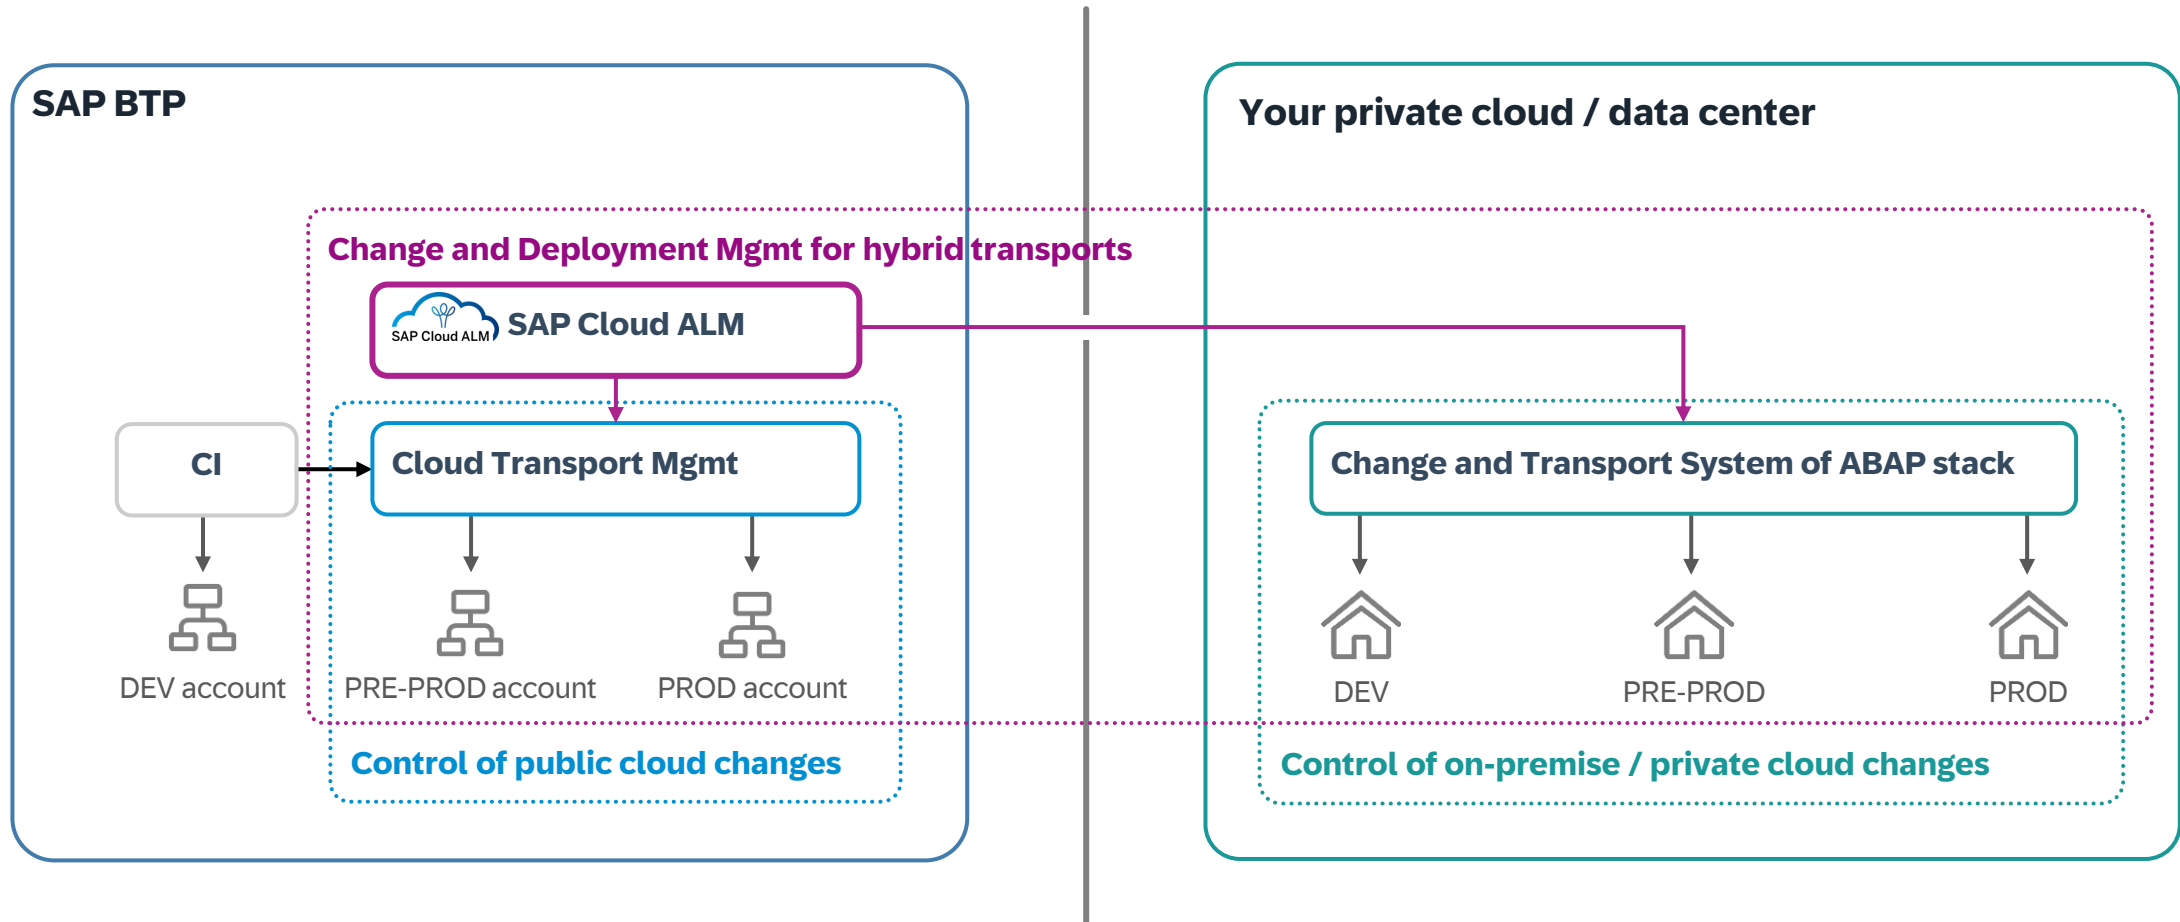 SAP BTP
Your private cloud / data center
Change and Deployment Mgmt for hybrid transports
SAP Cloud ALM
SAP Cloud ALM
CI
Cloud Transport Mgmt
Change and Transport System of ABAP stack
DEV account
PRE-PROD account
PROD account
DEV
PRE-PROD
PROD
Control of public cloud changes
Control of on-premise / private cloud changes